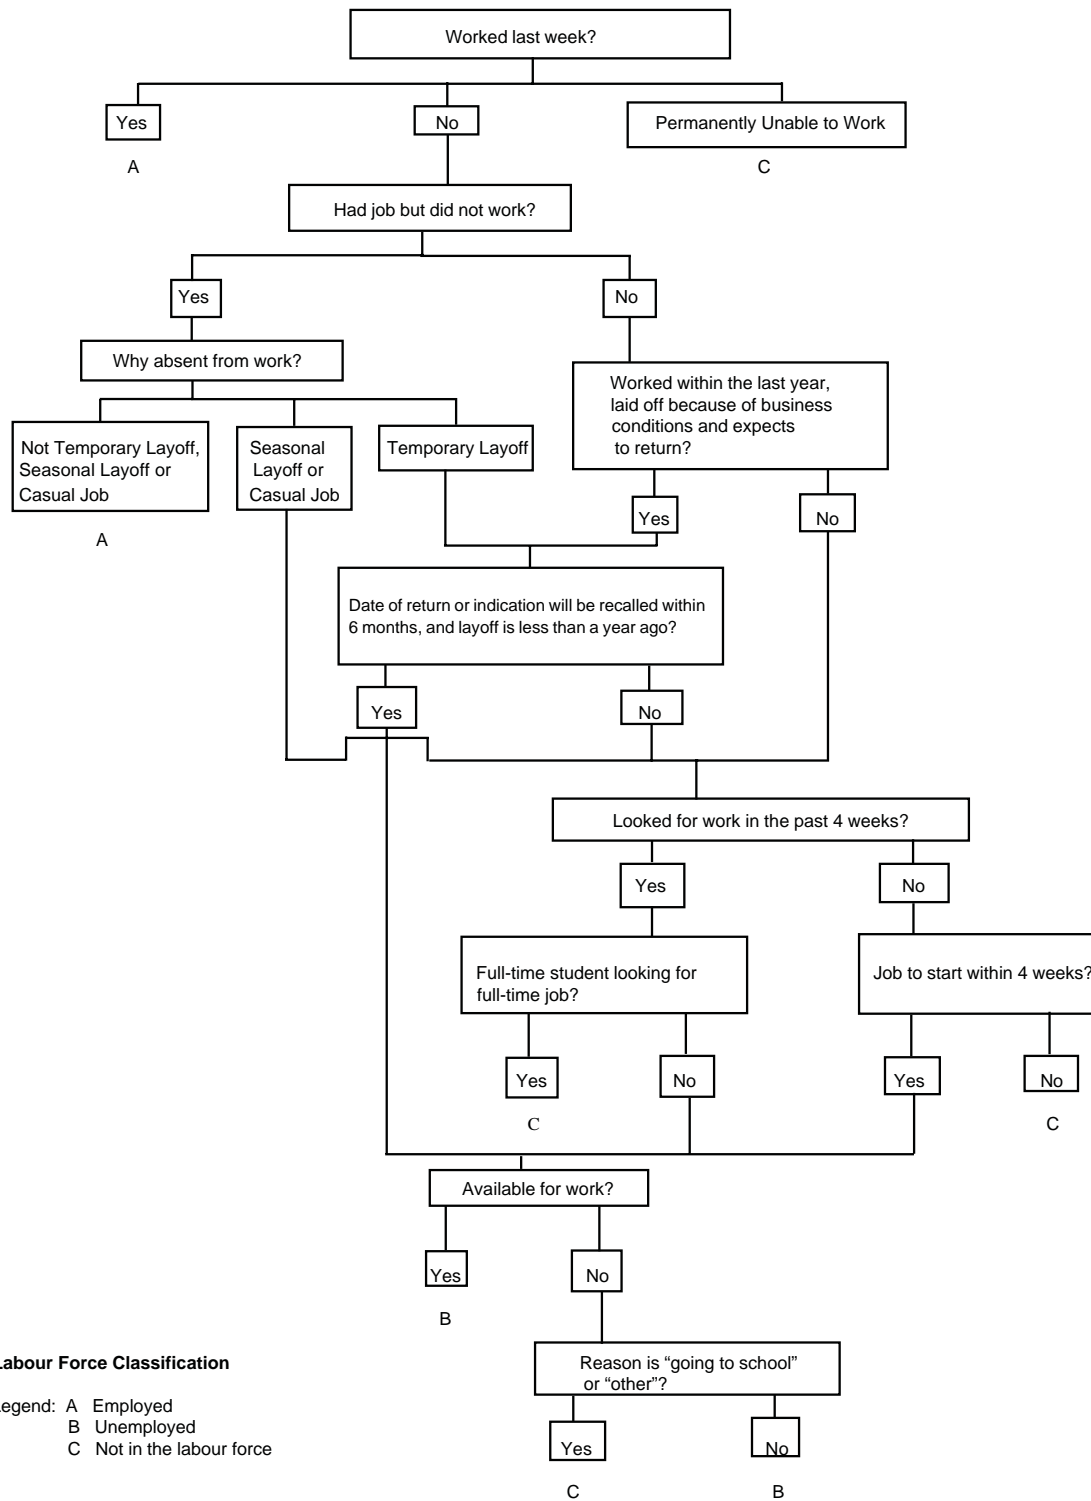 Worked last week?
Yes
No
Permanently Unable to Work
A
C
Had job but did not work?
Yes
No
Why absent from work?
Worked within the last year,
laid off because of business
conditions and expects
to return?
Not Temporary Layoff,
Seasonal Layoff or
Casual Job
Seasonal
Layoff or
Casual Job
Temporary Layoff
Yes
No
A
Date of return or indication will be recalled within
6 months, and layoff is less than a year ago?
Yes
No
Looked for work in the past 4 weeks?
Yes
No
Full-time student looking for
full-time job?
Job to start within 4 weeks?
Yes
No
Yes
No
C
C
Available for work?
Yes
No
B
Reason is “going to school”
or “other”?
Yes
No
C
B
Labour Force Classification
egend: A Employed
B Unemployed
C Not in the labour force